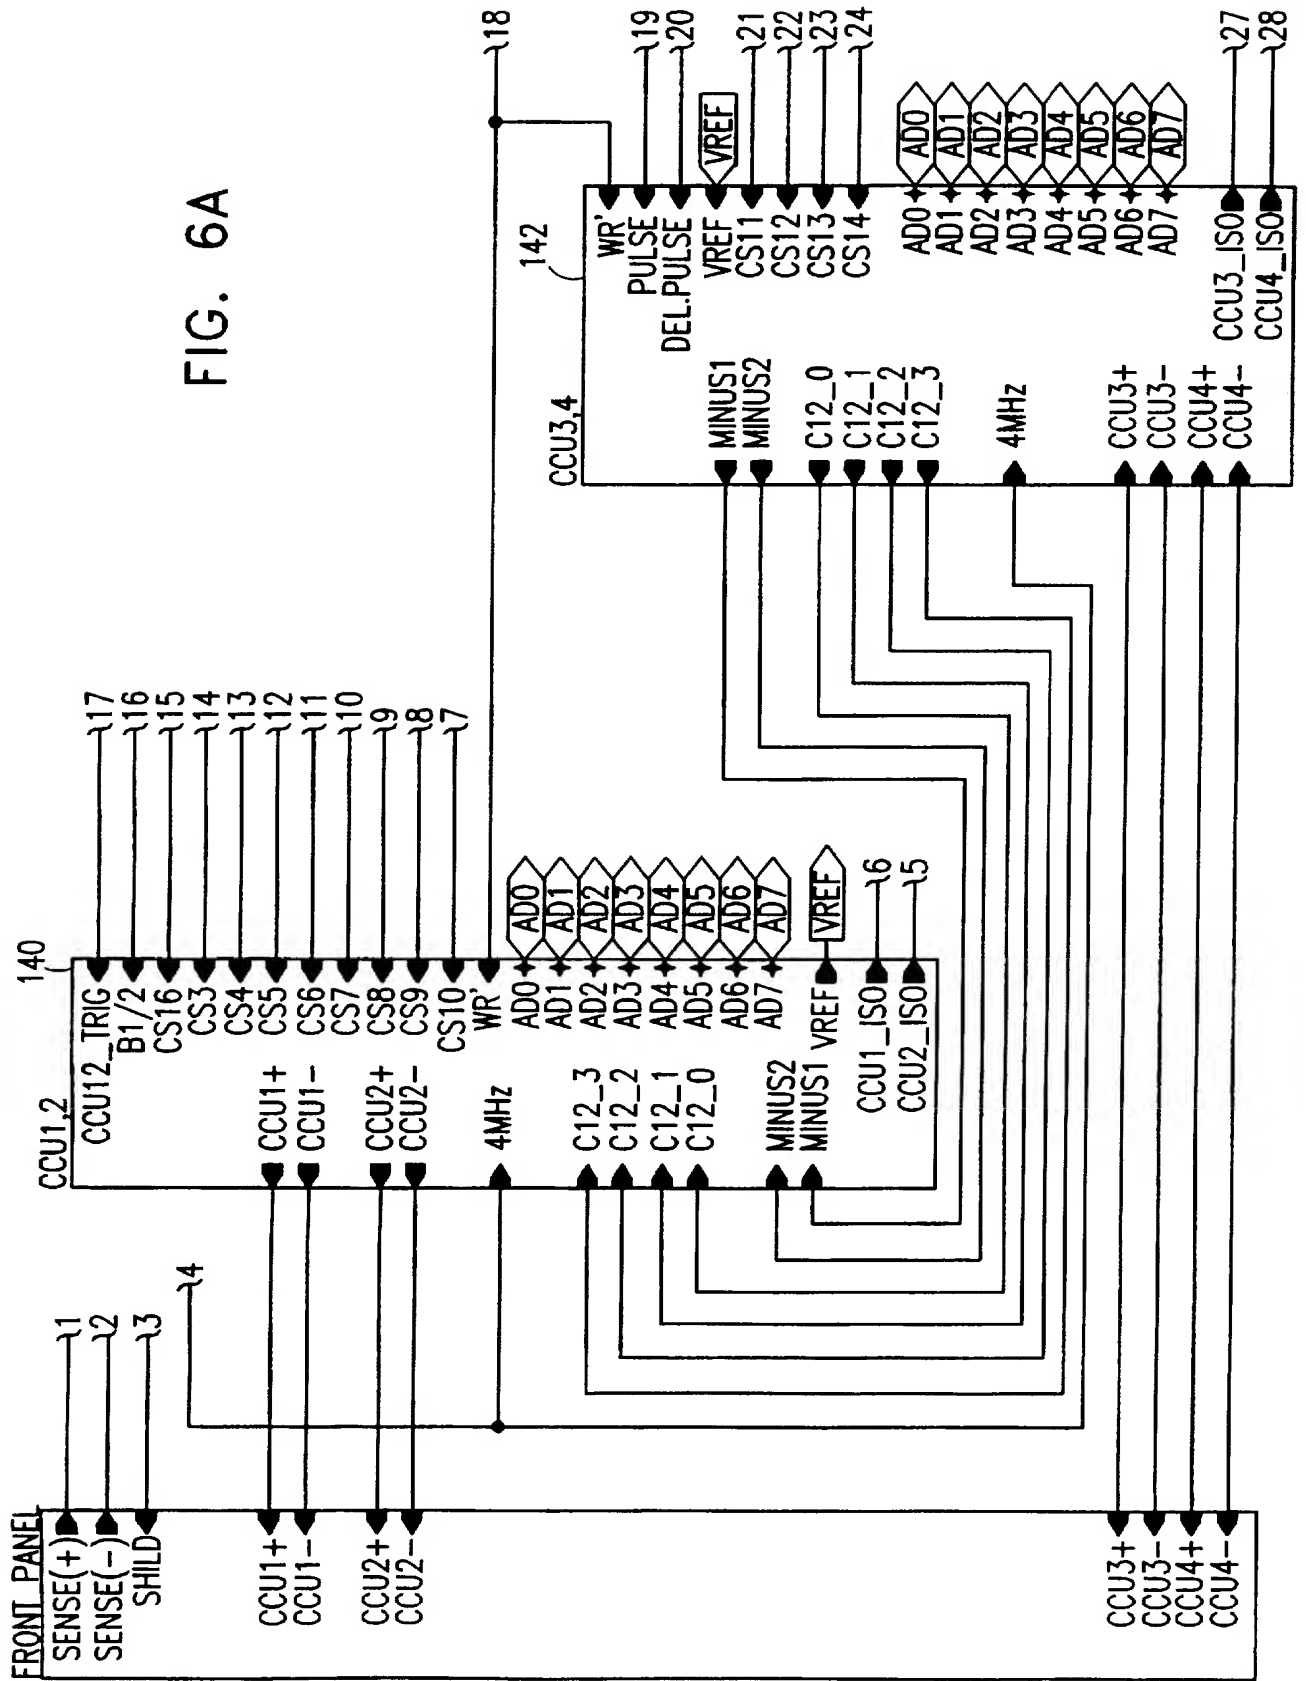 FIG. 6A
FRONT PANEL
SENSE(+)
SENSE(-)
SHILD
CCU1+
CCU1-
CCU2+
CCU2-
CCU3+
CCU3-
CCU4+
CCU4-
1
2
3
4
CCU1,2
140
CCU12_TRIG
B1/2
CS16
CS3
CS4
CS5
CS6
CS7
CS8
CS9
CS10
WR'
AD0
AD1
AD2
AD3
AD4
AD5
AD6
AD7
VREF
CCU1_ISO
CCU2_ISO
CCU1+
CCU1-
CCU2+
CCU2-
4MHz
C12_3
C12_2
C12_1
C12_0
MINUS2
MINUS1
17
16
15
14
13
12
11
10
9
8
7
AD0
AD1
AD2
AD3
AD4
AD5
AD6
AD7
VREF
6
5
CCU3,4
142
WR'
PULSE
DEL.PULSE
VREF
CS11
CS12
CS13
CS14
AD0
AD1
AD2
AD3
AD4
AD5
AD6
AD7
CCU3_ISO
CCU4_ISO
MINUS1
MINUS2
C12_0
C12_1
C12_2
C12_3
4MHz
CCU3+
CCU3-
CCU4+
CCU4-
18
19
20
VREF
21
22
23
24
AD0
AD1
AD2
AD3
AD4
AD5
AD6
AD7
27
28